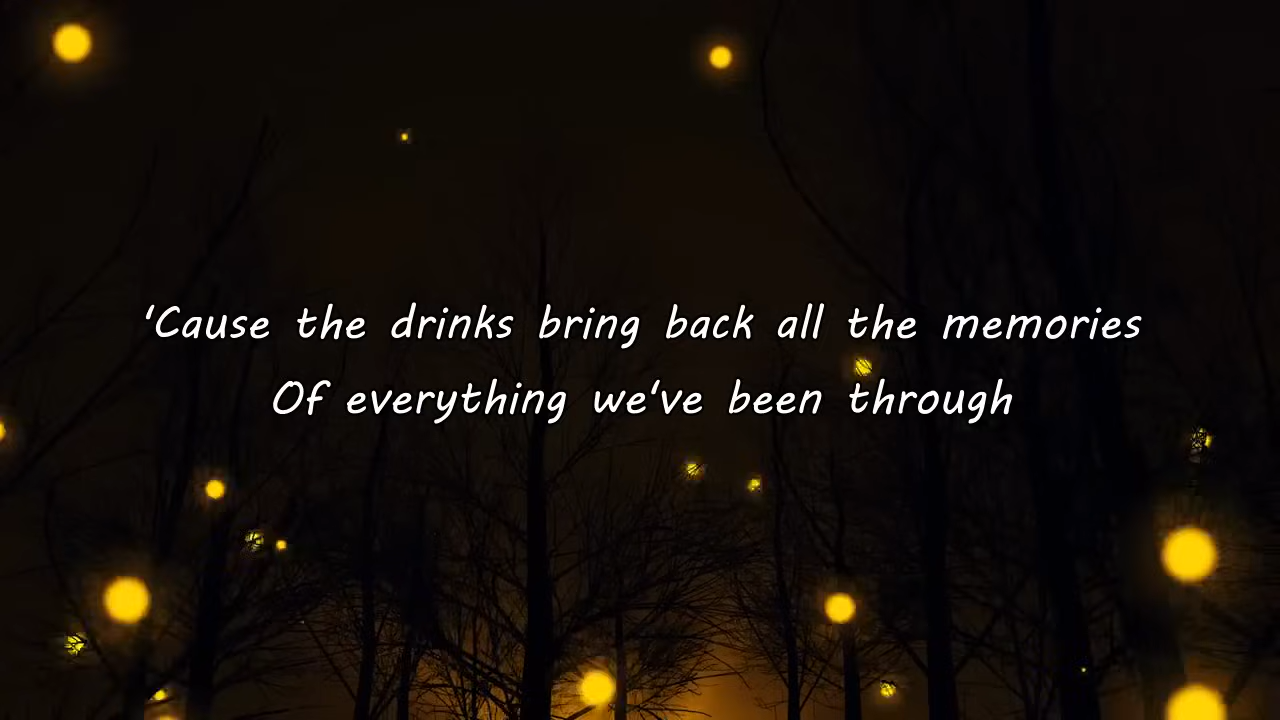 'Cause the drinks bring back all the memories
Of everything we've been through